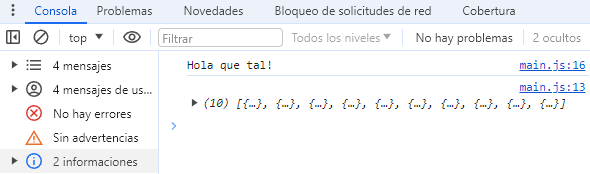 Consola Problemas Novedades Bloqueo de solicitudes de red Cobertura
top Filtrar Todos los niveles No hay problemas 2 ocultos
4 mensajes
4 mensajes de us...
No hay errores
Sin advertencias
2 informaciones
Hola que tal! main.js:16
main.js:13
(10) [{…}, {…}, {…}, {…}, {…}, {…}, {…}, {…}, {…}, {…}]